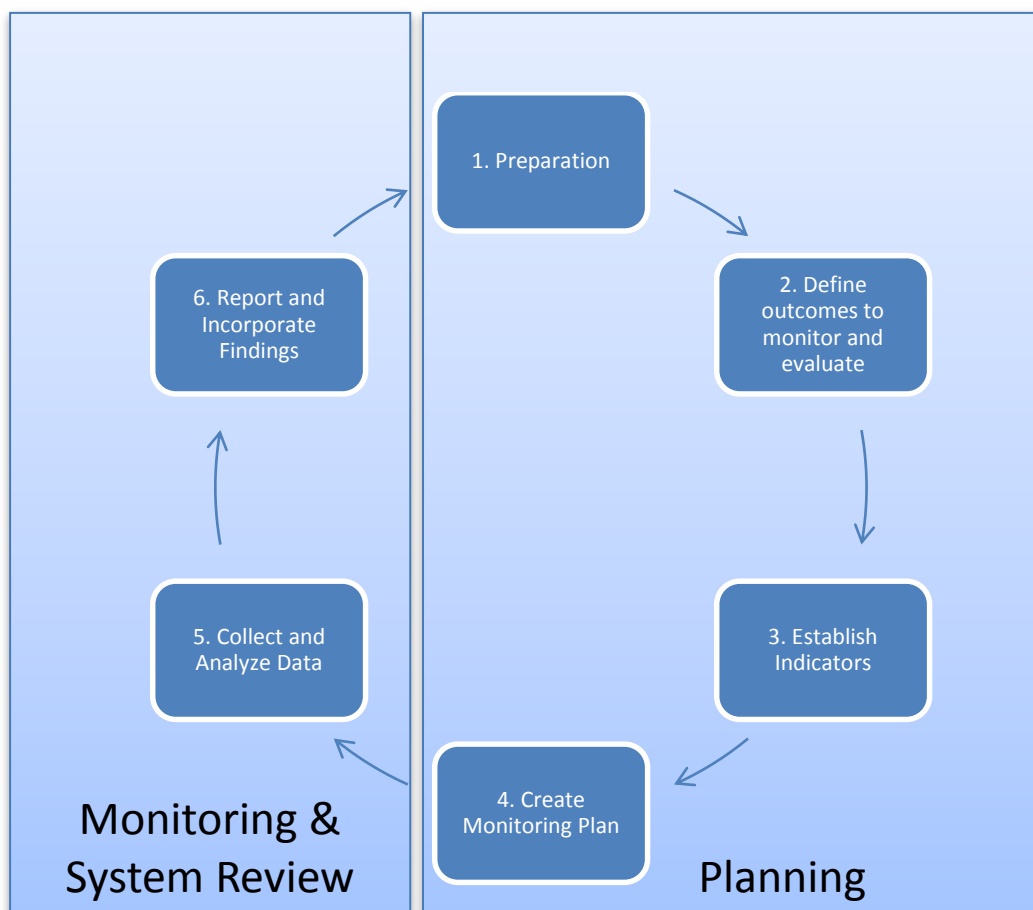 1. Preparation
2. Define
outcomes to
monitor and
evaluate
3. Establish
Indicators
4. Create
Monitoring Plan
5. Collect and
Analyze Data
6. Report and
Incorporate
Findings
Monitoring &
System Review
Planning